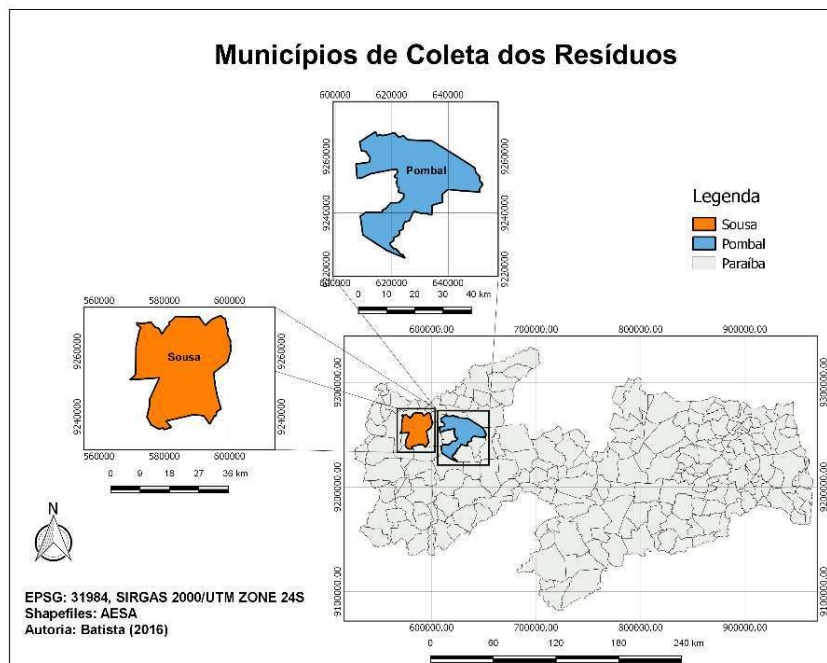 Municípios de Coleta dos Resíduos
600000 620000 640000
9260000 9260000
Pombal
9240000 9240000
9220000 9220000
620000 640000
0 10 20 30 40 km
Legenda
Sousa
Pombal
Paraíba
560000 580000 600000
9260000 9260000
Sousa
9240000 9240000
560000 580000 600000
0 9 18 27 36 km
600000.00 700000.00 800000.00 900000.00
9300000.00 9300000.00
9200000.00 9200000.00
9100000.00 9100000.00
600000.00 700000.00 800000.00 900000.00
0 60 120 180 240 km
N
EPSG: 31984, SIRGAS 2000/UTM ZONE 24S
Shapefiles: AESA
Autoria: Batista (2016)